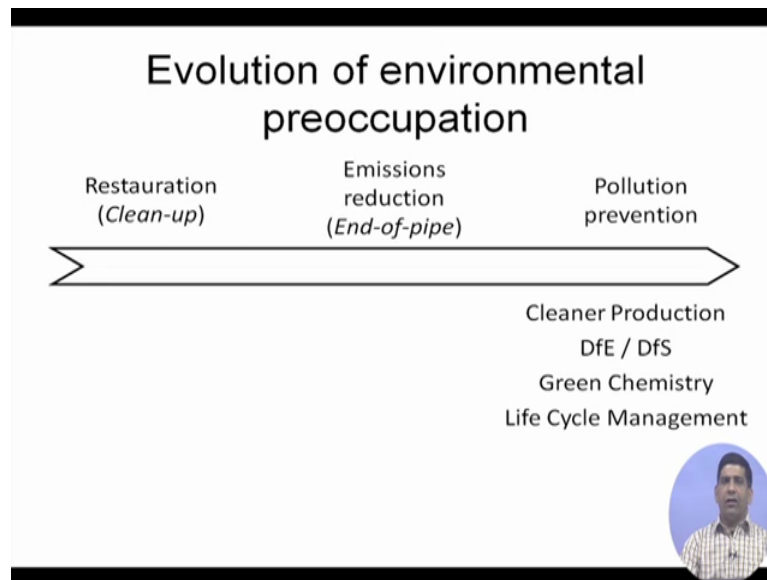 Evolution of environmental
preoccupation
Restauration
(Clean-up)
Emissions
reduction
(End-of-pipe)
Pollution
prevention
Cleaner Production
DfE / DfS
Green Chemistry
Life Cycle Management